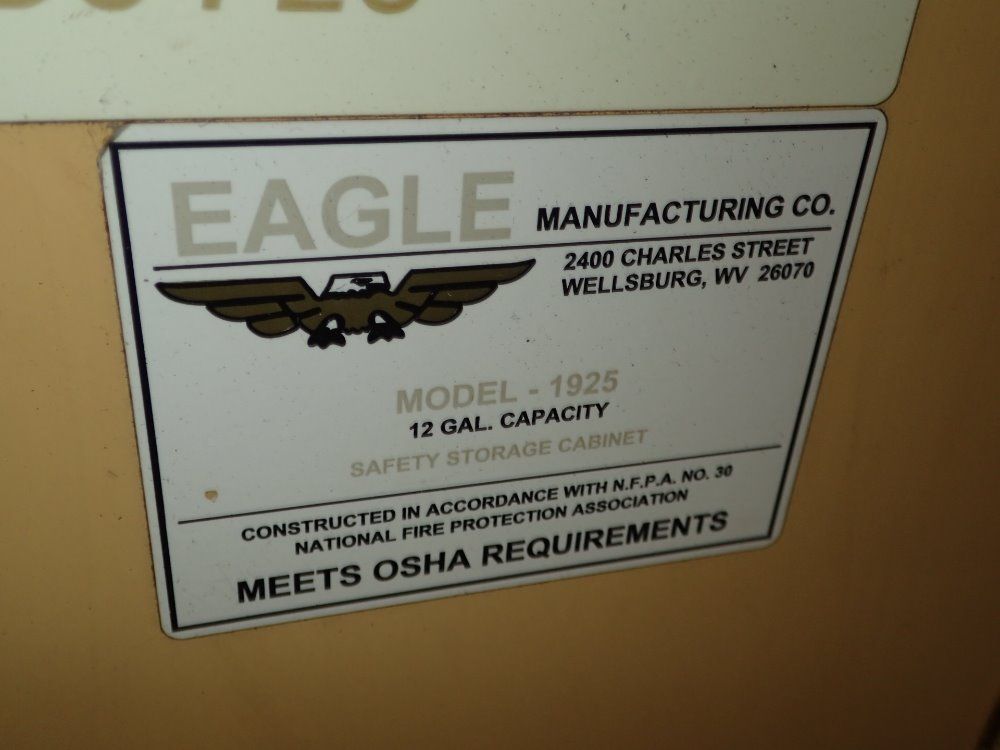 EAGLE MANUFACTURING CO.
2400 CHARLES STREET
WELLSBURG, WV 26070
MODEL - 1925
12 GAL. CAPACITY
SAFETY STORAGE CABINET
CONSTRUCTED IN ACCORDANCE WITH N.F.P.A. NO. 30
NATIONAL FIRE PROTECTION ASSOCIATION
MEETS OSHA REQUIREMENTS